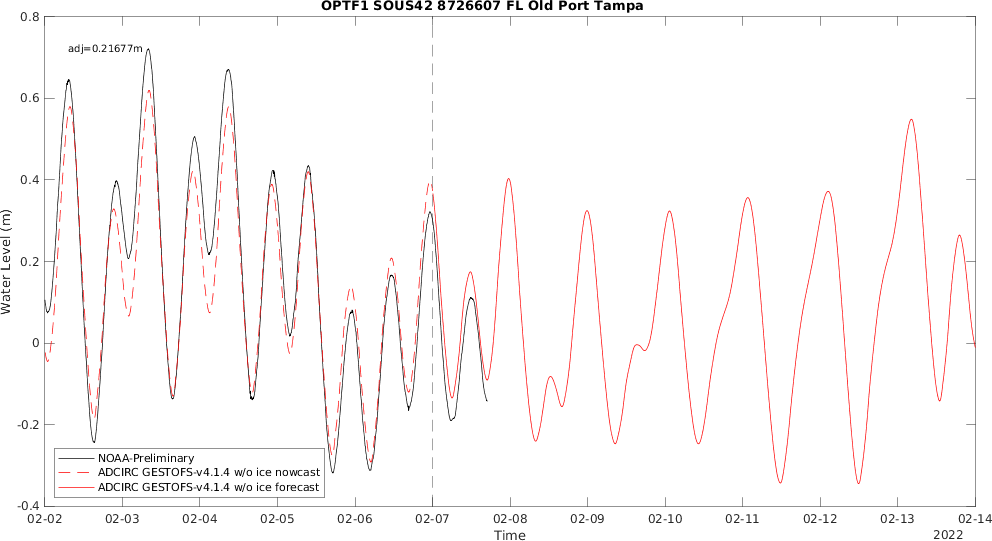 OPTF1 SOUS42 8726607 FL Old Port Tampa
adj=0.21677m
0.8
0.6
0.4
0.2
0
-0.2
-0.4
Water Level (m)
NOAA-Preliminary
ADCIRC GESTOFS-v4.1.4 w/o ice nowcast
ADCIRC GESTOFS-v4.1.4 w/o ice forecast
02-02 02-03 02-04 02-05 02-06 02-07 02-08 02-09 02-10 02-11 02-12 02-13 02-14
Time
2022